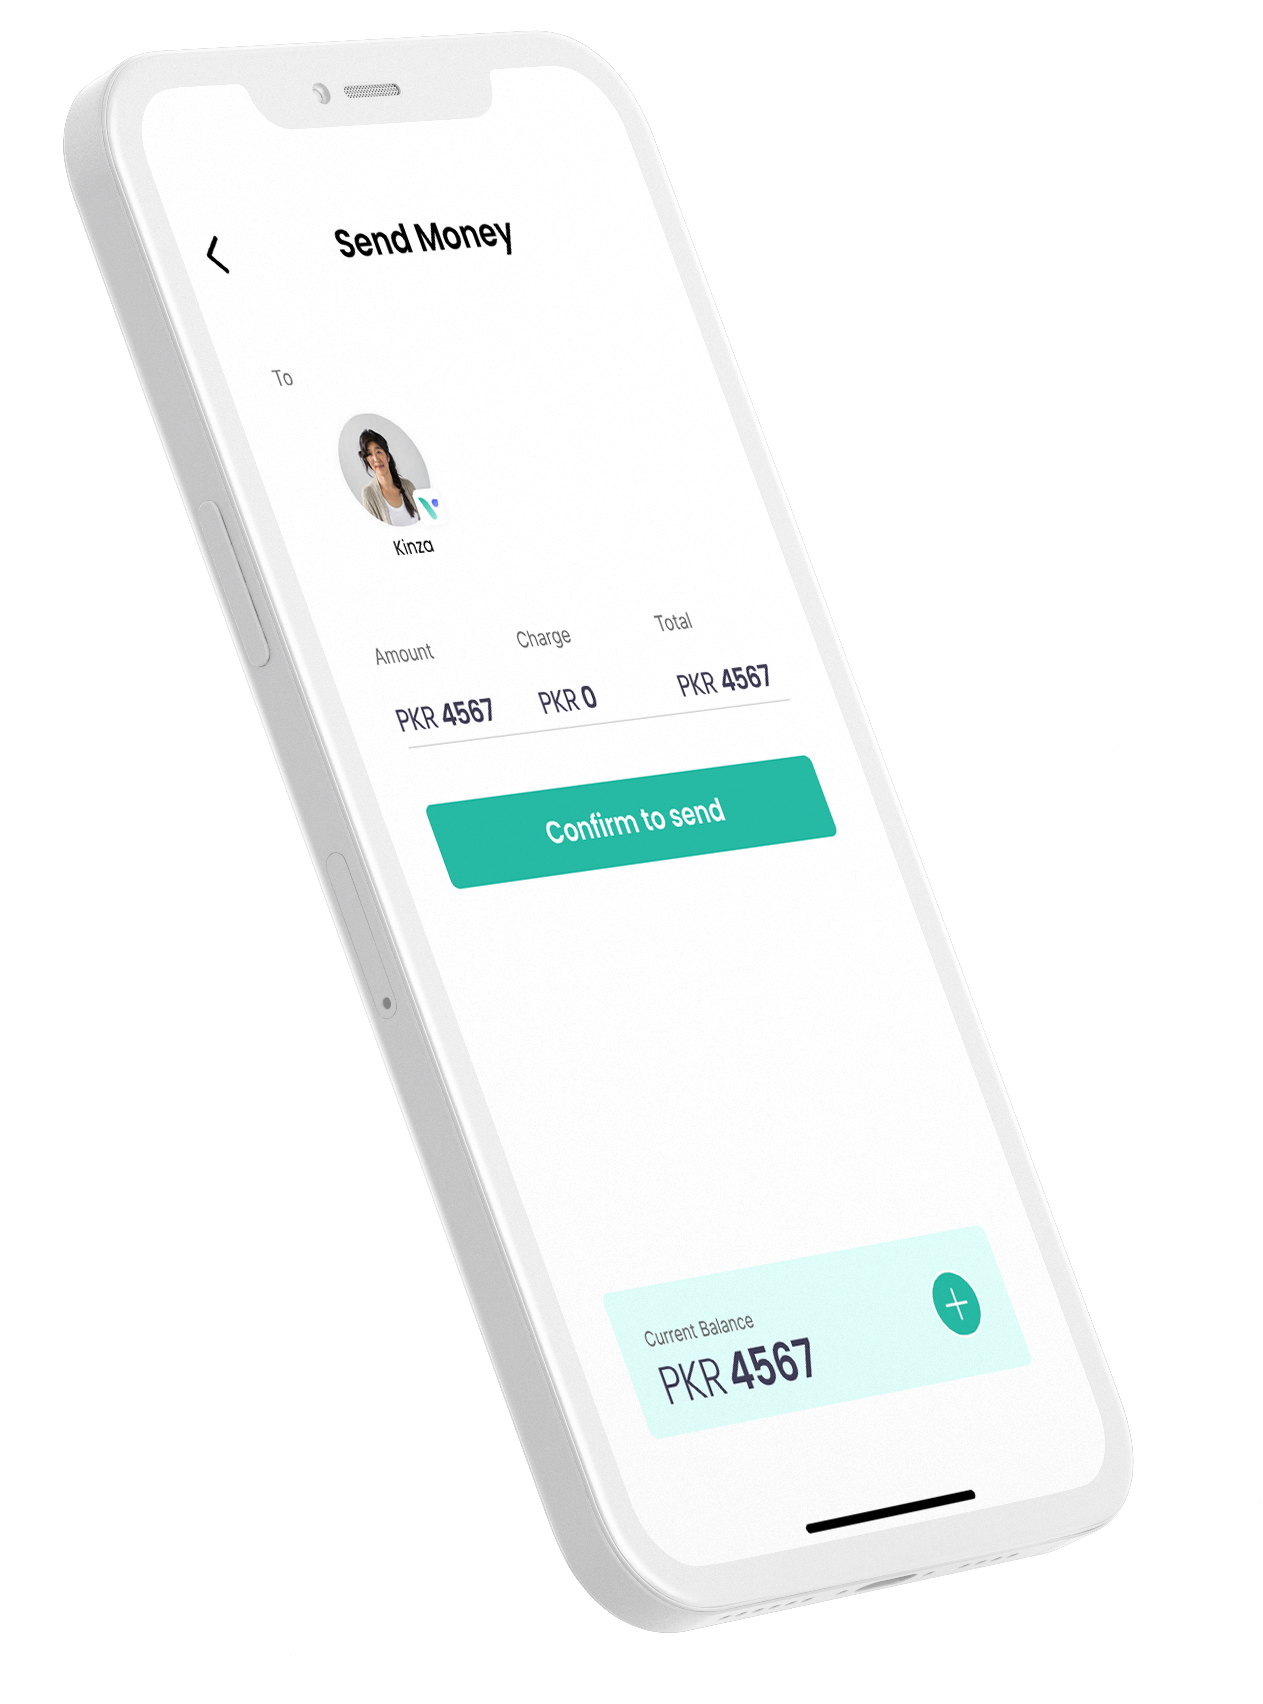 Send Money
To
Kinza
Amount Charge Total
PKR 4567 PKR 0 PKR 4567
Confirm to send
Current Balance
PKR 4567